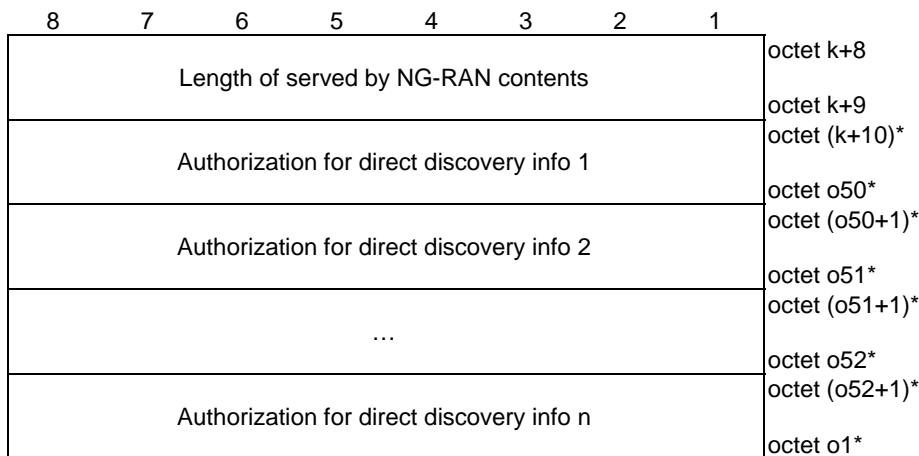 8 7 6 5 4 3 2 1
Length of served by NG-RAN contents
octet k+8
octet k+9
Authorization for direct discovery info 1
octet (k+10)*
octet o50*
Authorization for direct discovery info 2
octet (o50+1)*
octet o51*
…
octet (o51+1)*
octet o52*
Authorization for direct discovery info n
octet (o52+1)*
octet o1*